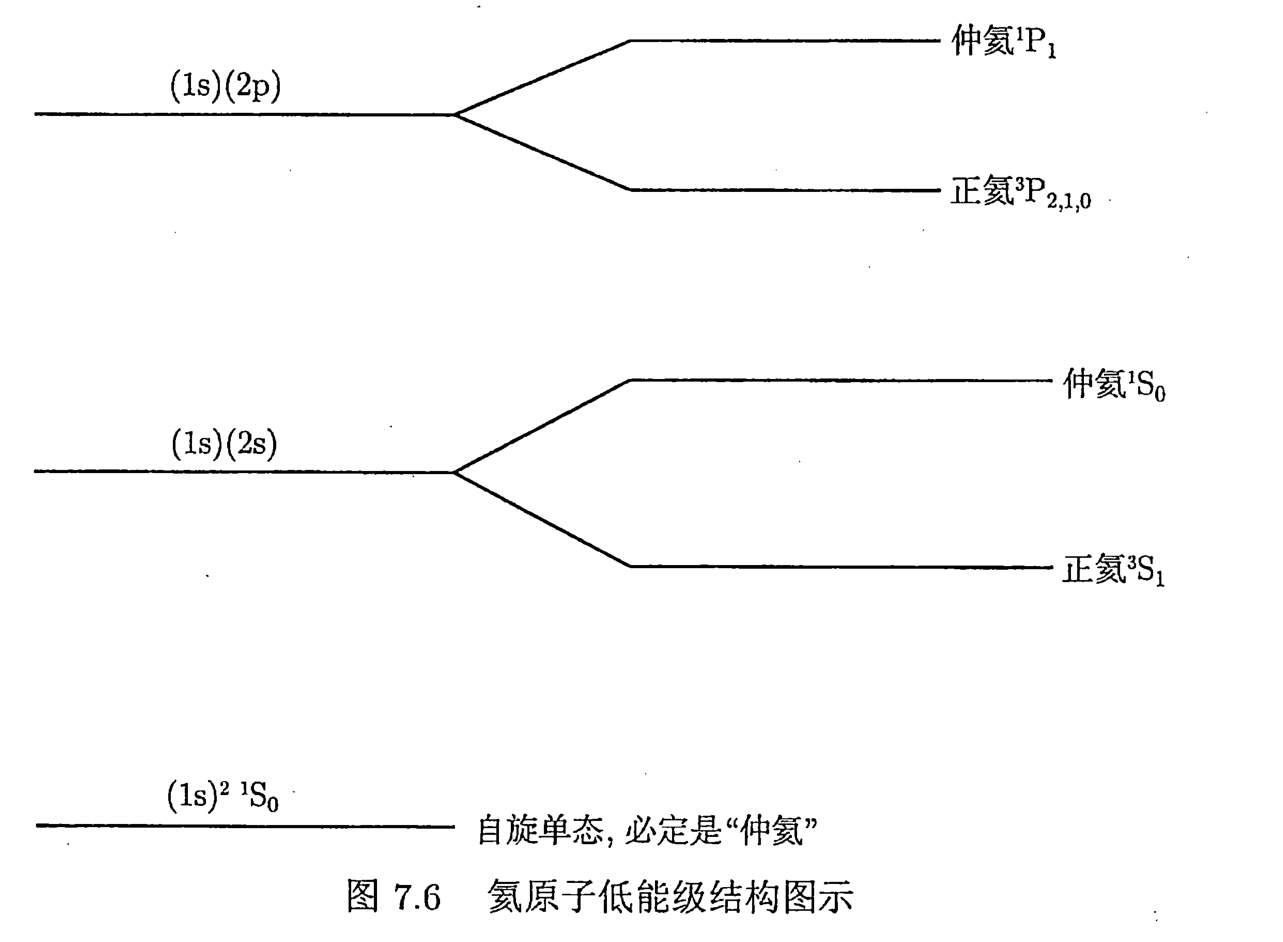 仲氦¹P₁
(1s)(2p)
正氦³P₂,₁,₀
仲氦¹S₀
(1s)(2s)
正氦³S₁
(1s)² ¹S₀
自旋单态, 必定是“仲氦”
图 7.6 氦原子低能级结构图示